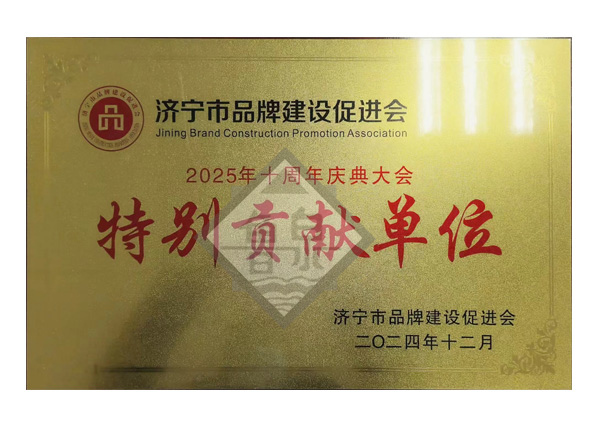 济宁市品牌建设促进会
Jining Brand Construction Promotion Association
2025年十周年庆典大会
特别贡献单位
济宁市品牌建设促进会
二〇二四年十二月